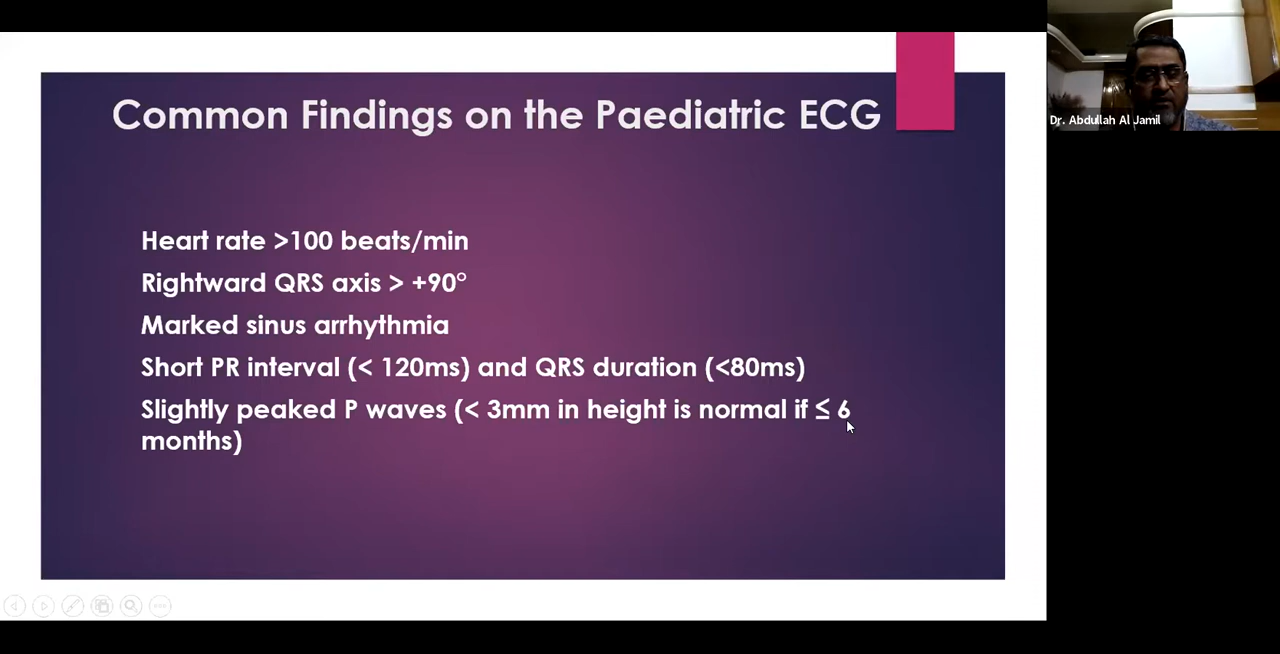 Common Findings on the Paediatric ECG
Heart rate >100 beats/min
Rightward QRS axis > +90°
Marked sinus arrhythmia
Short PR interval (< 120ms) and QRS duration (<80ms)
Slightly peaked P waves (< 3mm in height is normal if ≤ 6
months)
Dr. Abdullah Al Jamil